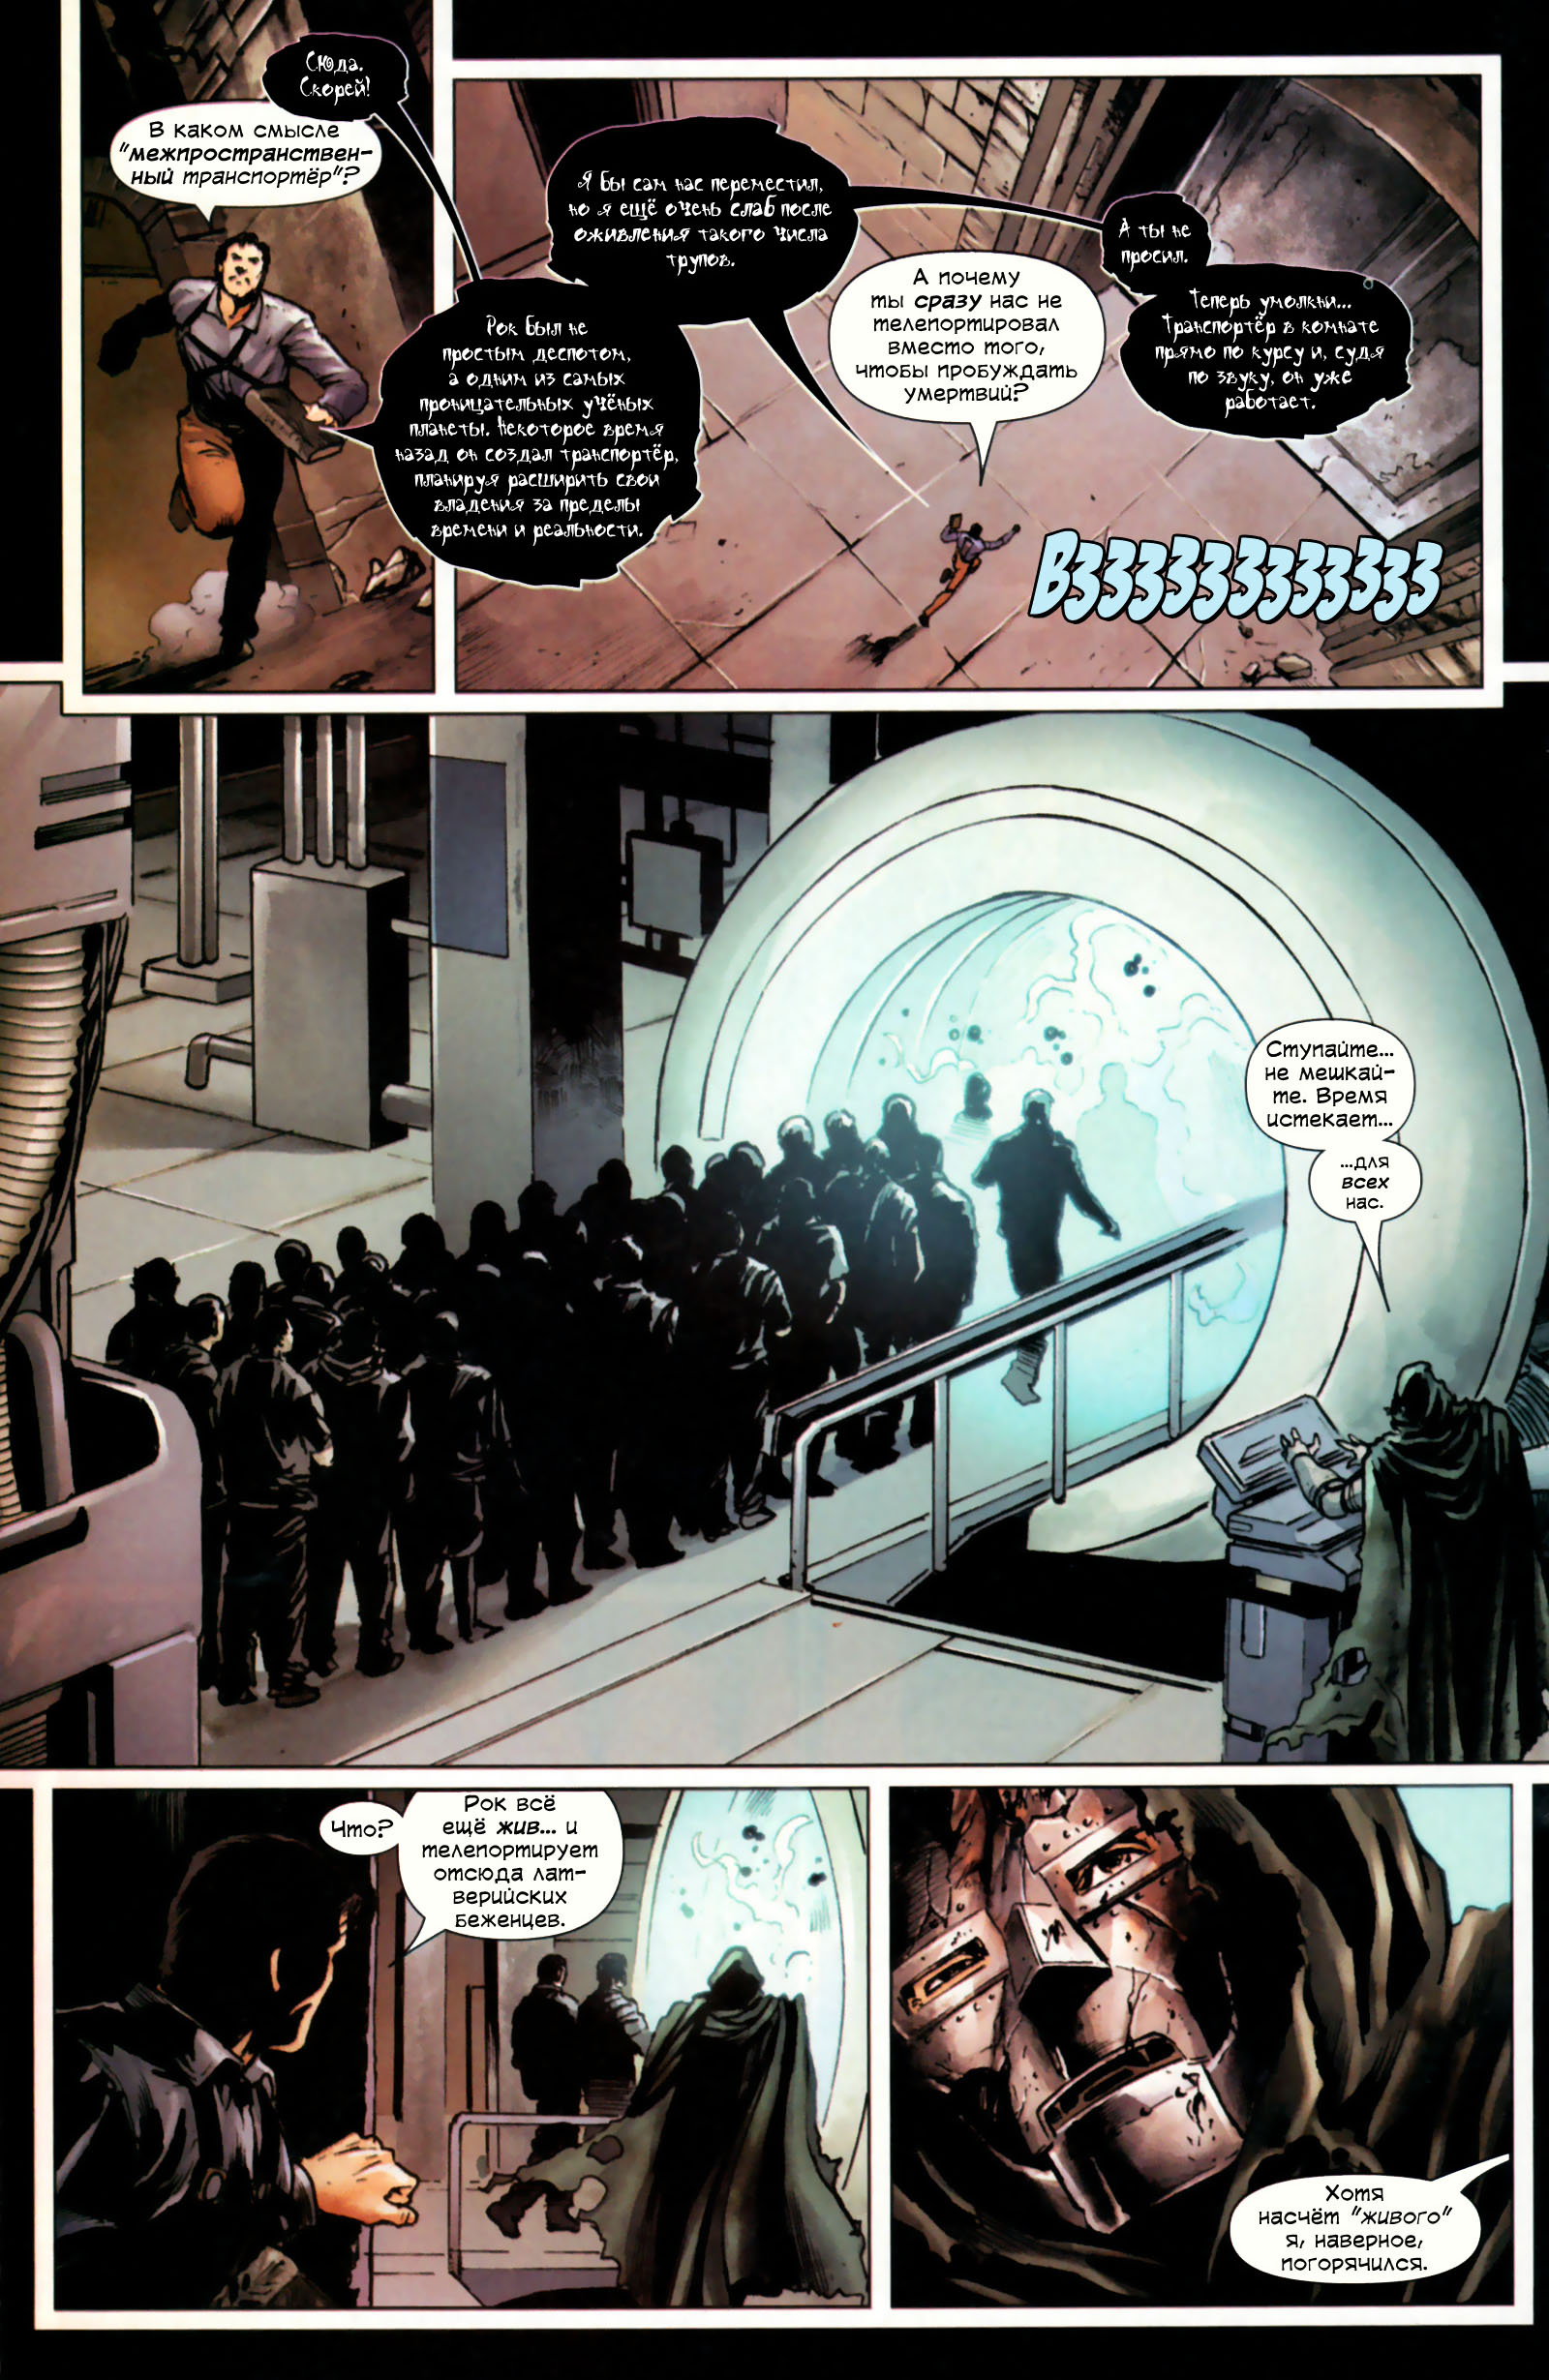 Сюда.
Скорей!
В каком смысле
"межпространствен-
ный транспортёр"?
Рок был не
простым деспотом,
а одним из самых
проницательных учёных
планеты. Некоторое время
назад он создал транспортёр,
планируя расширить свои
владения за пределы
времени и реальности.
Я бы сам нас переместил,
но я ещё очень слаб после
оживления такого числа
трупов.
А почему
ты сразу нас не
телепортировал
вместо того,
чтобы пробуждать
умертвий?
А ты не
просил.
Теперь умолкни...
Транспортёр в комнате
прямо по курсу и, судя
по звуку, он уже
работает.
Вззззззззззззз
Ступайте...
не мешкай-
те. Время
истекает...
...для
всех
нас.
Что?
Рок всё
ещё жив... и
телепортирует
отсюда лат-
верийских
беженцев.
Хотя
насчёт "живого"
я, наверное,
погорячился.